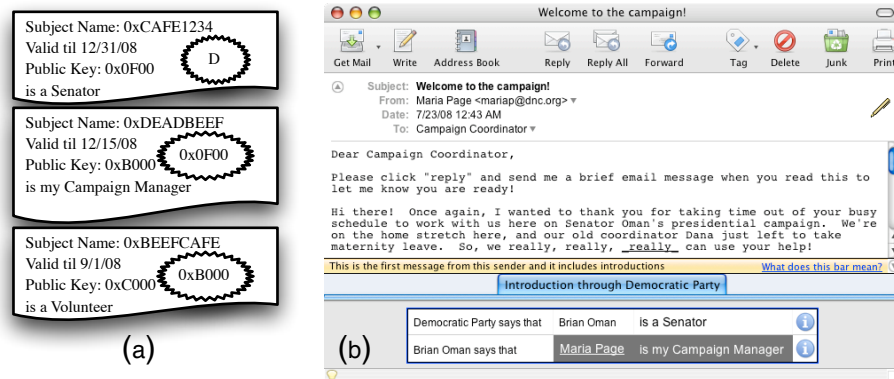 Subject Name: 0xCAFE1234
Valid til 12/31/08
Public Key: 0x0F00
is a Senator
D
Subject Name: 0xDEADBEEF
Valid til 12/15/08
Public Key: 0xB000
is my Campaign Manager
0x0F00
Subject Name: 0xBEEFCAFE
Valid til 9/1/08
Public Key: 0xC000
is a Volunteer
0xB000
(a)
Welcome to the campaign!
Get Mail Write Address Book Reply Reply All Forward Tag Delete Junk Print
Subject: Welcome to the campaign!
From: Maria Page <mariap@dnc.org>
Date: 7/23/08 12:43 AM
To: Campaign Coordinator
Dear Campaign Coordinator,
Please click "reply" and send me a brief email message when you read this to
let me know you are ready!
Hi there! Once again, I wanted to thank you for taking time out of your busy
schedule to work with us here on Senator Oman's presidential campaign. We're
on the home stretch here, and our old coordinator Dana just left to take
maternity leave. So, we really, really, _really_ can use your help!
This is the first message from this sender and it includes introductions What does this bar mean?
Introduction through Democratic Party
Democratic Party says that Brian Oman is a Senator
Brian Oman says that Maria Page is my Campaign Manager
(b)